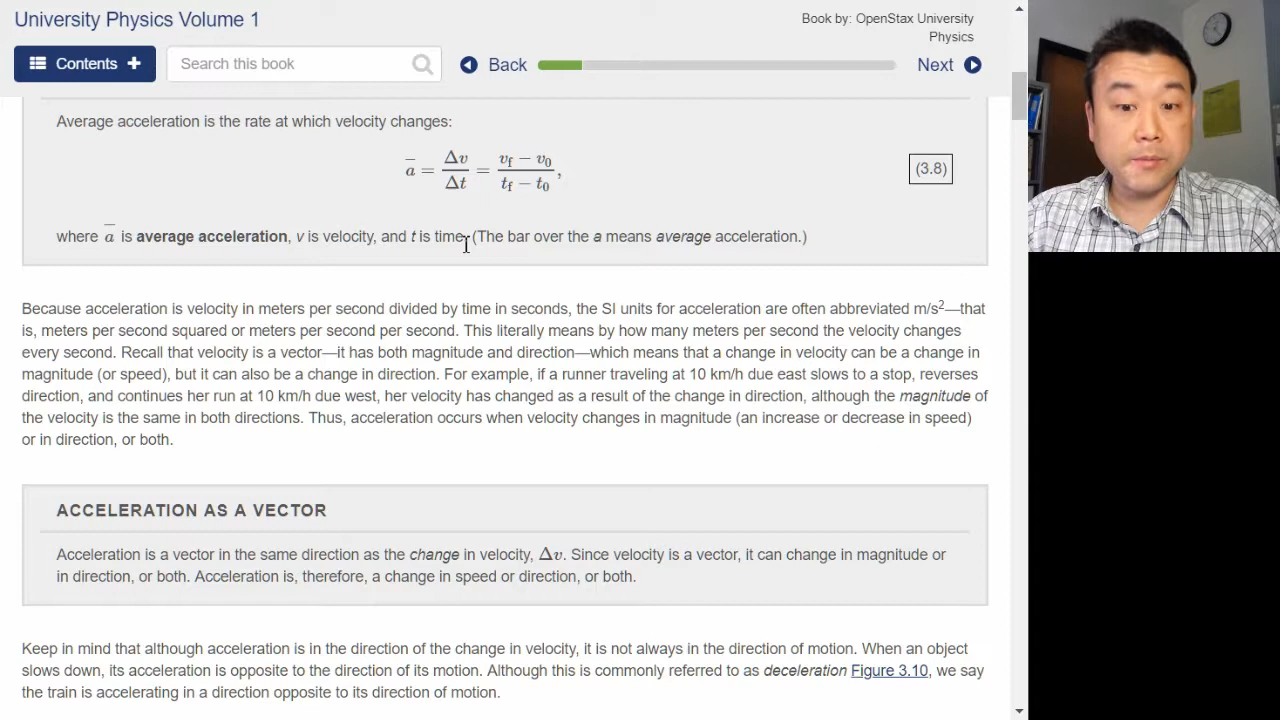 University Physics Volume 1
Book by: OpenStax University
Physics
Contents +
Search this book
Back
Next
Average acceleration is the rate at which velocity changes:
a̅ = Δv/Δt = (v_f − v_0)/(t_f − t_0),
(3.8)
where a̅ is average acceleration, v is velocity, and t is time. (The bar over the a means average acceleration.)
Because acceleration is velocity in meters per second divided by time in seconds, the SI units for acceleration are often abbreviated m/s²—that
is, meters per second squared or meters per second per second. This literally means by how many meters per second the velocity changes
every second. Recall that velocity is a vector—it has both magnitude and direction—which means that a change in velocity can be a change in
magnitude (or speed), but it can also be a change in direction. For example, if a runner traveling at 10 km/h due east slows to a stop, reverses
direction, and continues her run at 10 km/h due west, her velocity has changed as a result of the change in direction, although the magnitude of
the velocity is the same in both directions. Thus, acceleration occurs when velocity changes in magnitude (an increase or decrease in speed)
or in direction, or both.
ACCELERATION AS A VECTOR
Acceleration is a vector in the same direction as the change in velocity, Δv. Since velocity is a vector, it can change in magnitude or
in direction, or both. Acceleration is, therefore, a change in speed or direction, or both.
Keep in mind that although acceleration is in the direction of the change in velocity, it is not always in the direction of motion. When an object
slows down, its acceleration is opposite to the direction of its motion. Although this is commonly referred to as deceleration Figure 3.10, we say
the train is accelerating in a direction opposite to its direction of motion.